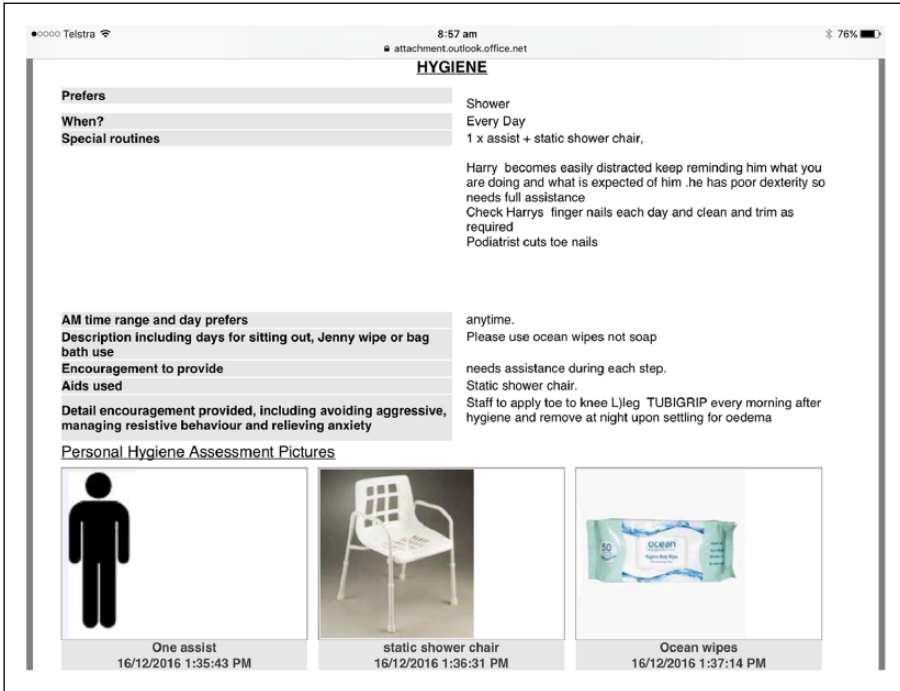 ●○○○○ Telstra
8:57 am
76%
attachment.outlook.office.net
HYGIENE
Prefers
Shower
When?
Every Day
Special routines
1 x assist + static shower chair,
Harry becomes easily distracted keep reminding him what you
are doing and what is expected of him .he has poor dexterity so
needs full assistance
Check Harrys finger nails each day and clean and trim as
required
Podiatrist cuts toe nails
AM time range and day prefers
anytime.
Description including days for sitting out, Jenny wipe or bag
bath use
Please use ocean wipes not soap
Encouragement to provide
needs assistance during each step.
Aids used
Static shower chair.
Detail encouragement provided, including avoiding aggressive,
managing resistive behaviour and relieving anxiety
Staff to apply toe to knee L)leg TUBIGRIP every morning after
hygiene and remove at night upon settling for oedema
Personal Hygiene Assessment Pictures
50
ocean
One assist
16/12/2016 1:35:43 PM
static shower chair
16/12/2016 1:36:31 PM
Ocean wipes
16/12/2016 1:37:14 PM